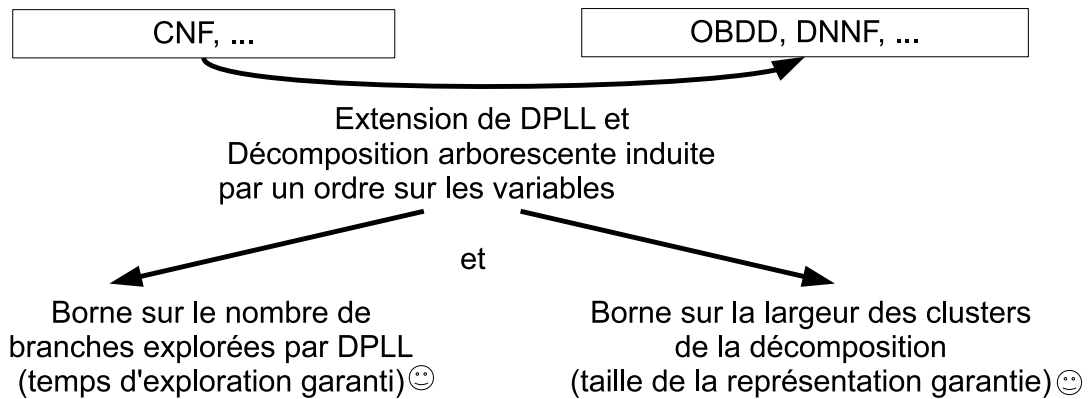 CNF, ...
OBDD, DNNF, ...
Extension de DPLL et
Décomposition arborescente induite
par un ordre sur les variables
et
Borne sur le nombre de
branches explorées par DPLL
(temps d'exploration garanti)
Borne sur la largeur des clusters
de la décomposition
(taille de la représentation garantie)